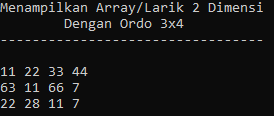 Menampilkan Array/Larik 2 Dimensi
Dengan Ordo 3x4
---------------------------------
11 22 33 44
63 11 66 7
22 28 11 7